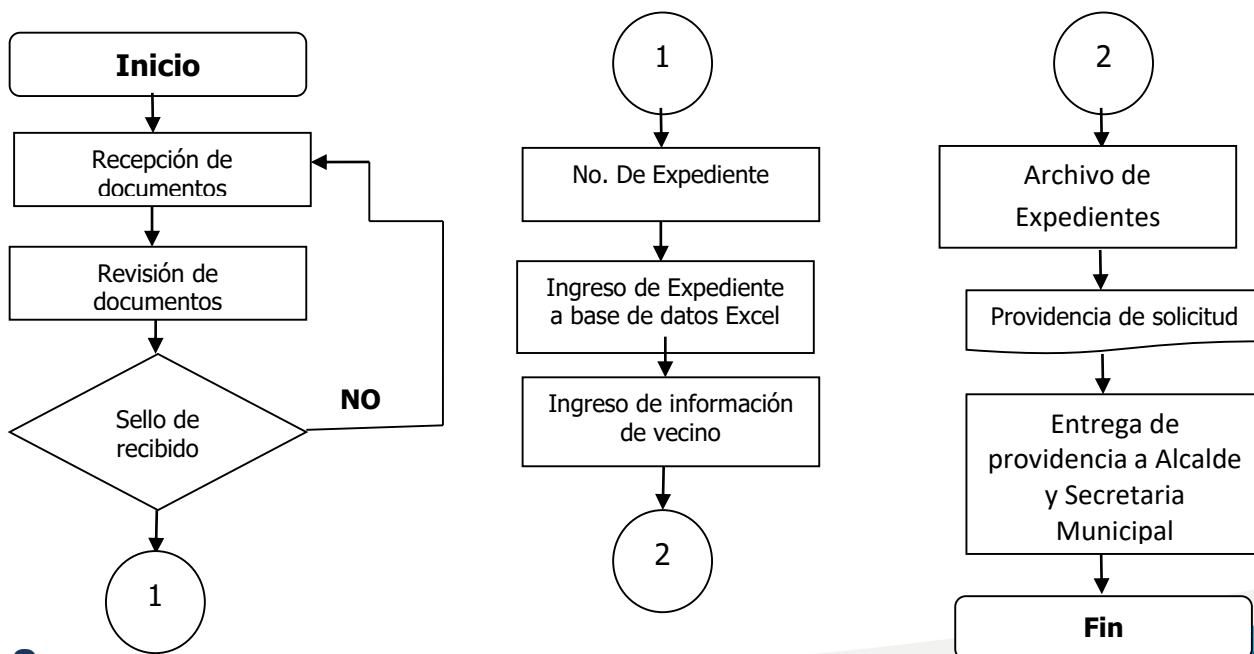 Inicio
Recepción de
documentos
Revisión de
documentos
Sello de
recibido
NO
1
1
No. De Expediente
Ingreso de Expediente
a base de datos Excel
Ingreso de información
de vecino
2
2
Archivo de
Expedientes
Providencia de solicitud
Entrega de
providencia a Alcalde
y Secretaria
Municipal
Fin